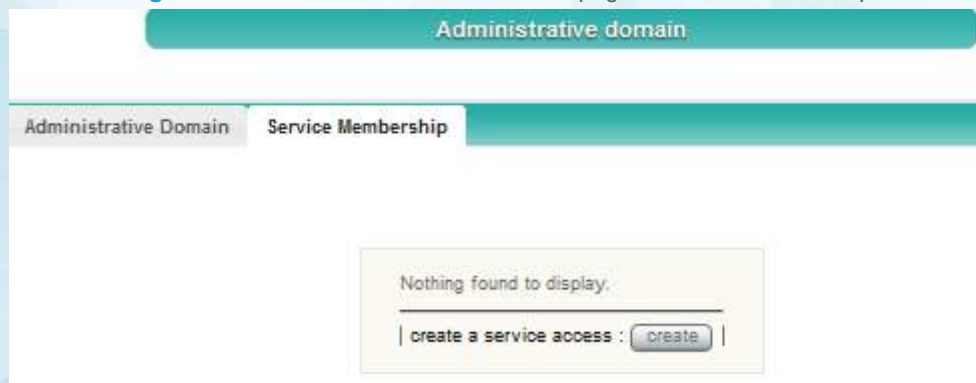 Administrative domain
Administrative Domain Service Membership
Nothing found to display.
| create a service access : create |